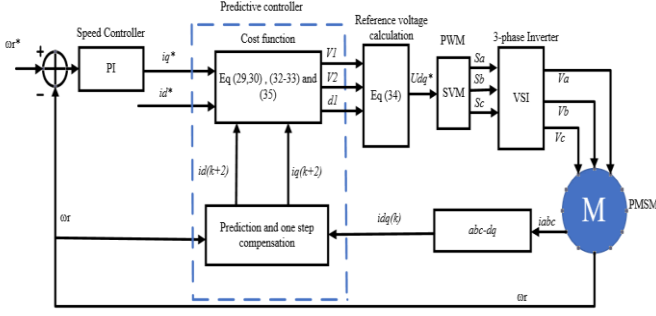 Predictive controller
Reference voltage
calculation
Speed Controller
Cost function
PWM
3-phase Inverter
ωr*
+
−
PI
iq*
id*
Eq (29,30) , (32-33) and
(35)
V1
V2
d1
Eq (34)
Udq*
SVM
Sa
Sb
Sc
VSI
Va
Vb
Vc
id(k+2)
iq(k+2)
ωr
Prediction and one step
compensation
idq(k)
abc-dq
iabc
M
PMSM
ωr